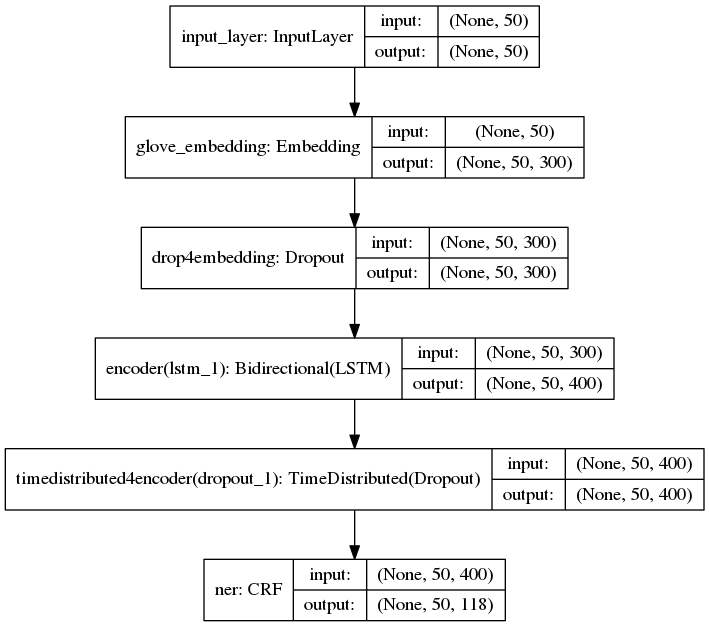 input_layer: InputLayer
input: (None, 50)
output: (None, 50)
glove_embedding: Embedding
input: (None, 50)
output: (None, 50, 300)
drop4embedding: Dropout
input: (None, 50, 300)
output: (None, 50, 300)
encoder(lstm_1): Bidirectional(LSTM)
input: (None, 50, 300)
output: (None, 50, 400)
timedistributed4encoder(dropout_1): TimeDistributed(Dropout)
input: (None, 50, 400)
output: (None, 50, 400)
ner: CRF
input: (None, 50, 400)
output: (None, 50, 118)